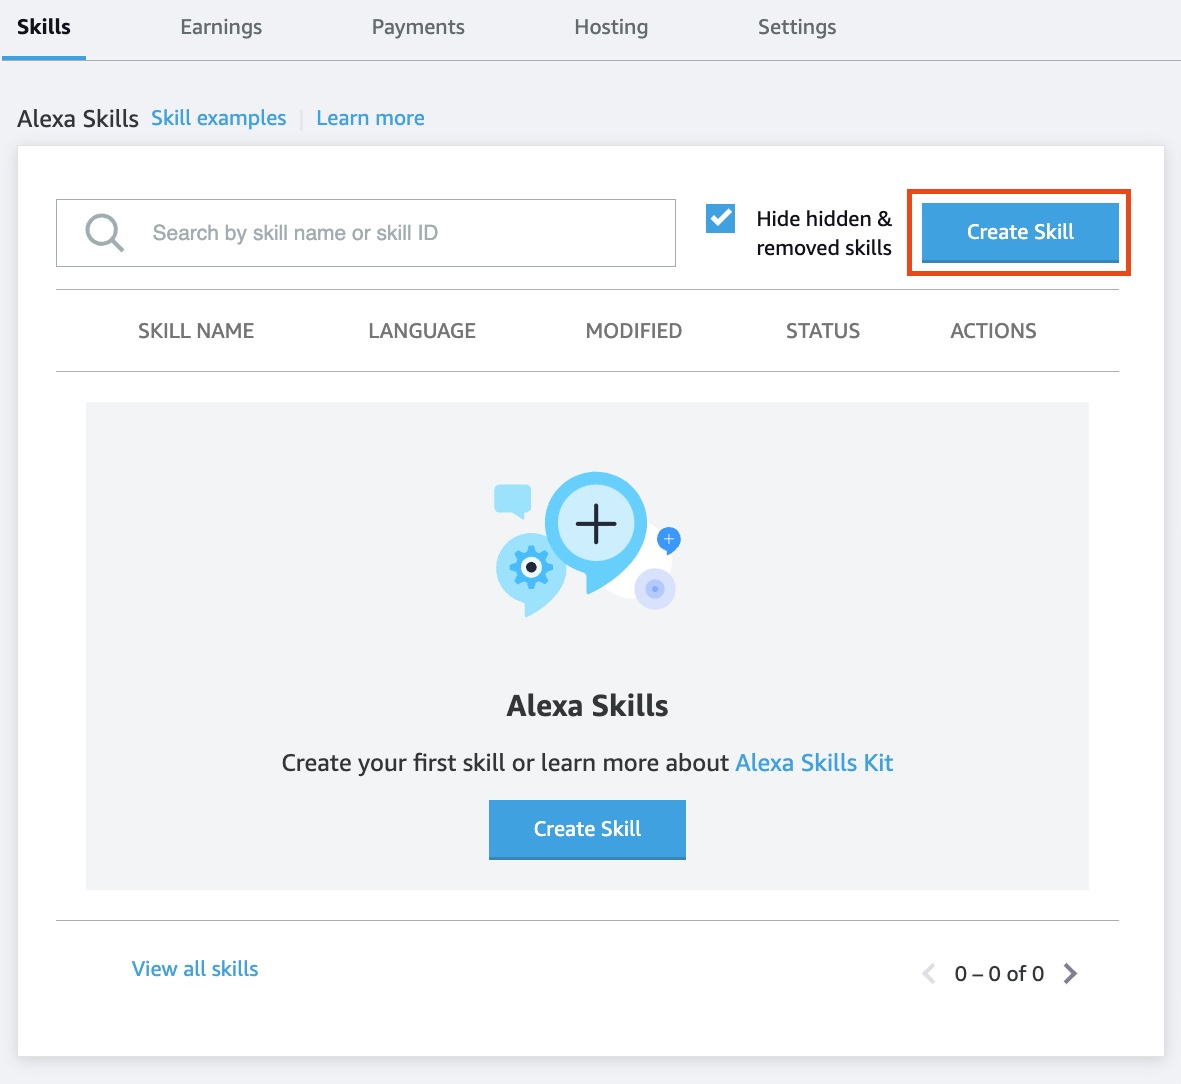 Skills Earnings Payments Hosting Settings
Alexa Skills Skill examples Learn more
Search by skill name or skill ID
Hide hidden &
removed skills
Create Skill
SKILL NAME LANGUAGE MODIFIED STATUS ACTIONS
Alexa Skills
Create your first skill or learn more about Alexa Skills Kit
Create Skill
View all skills
0 – 0 of 0